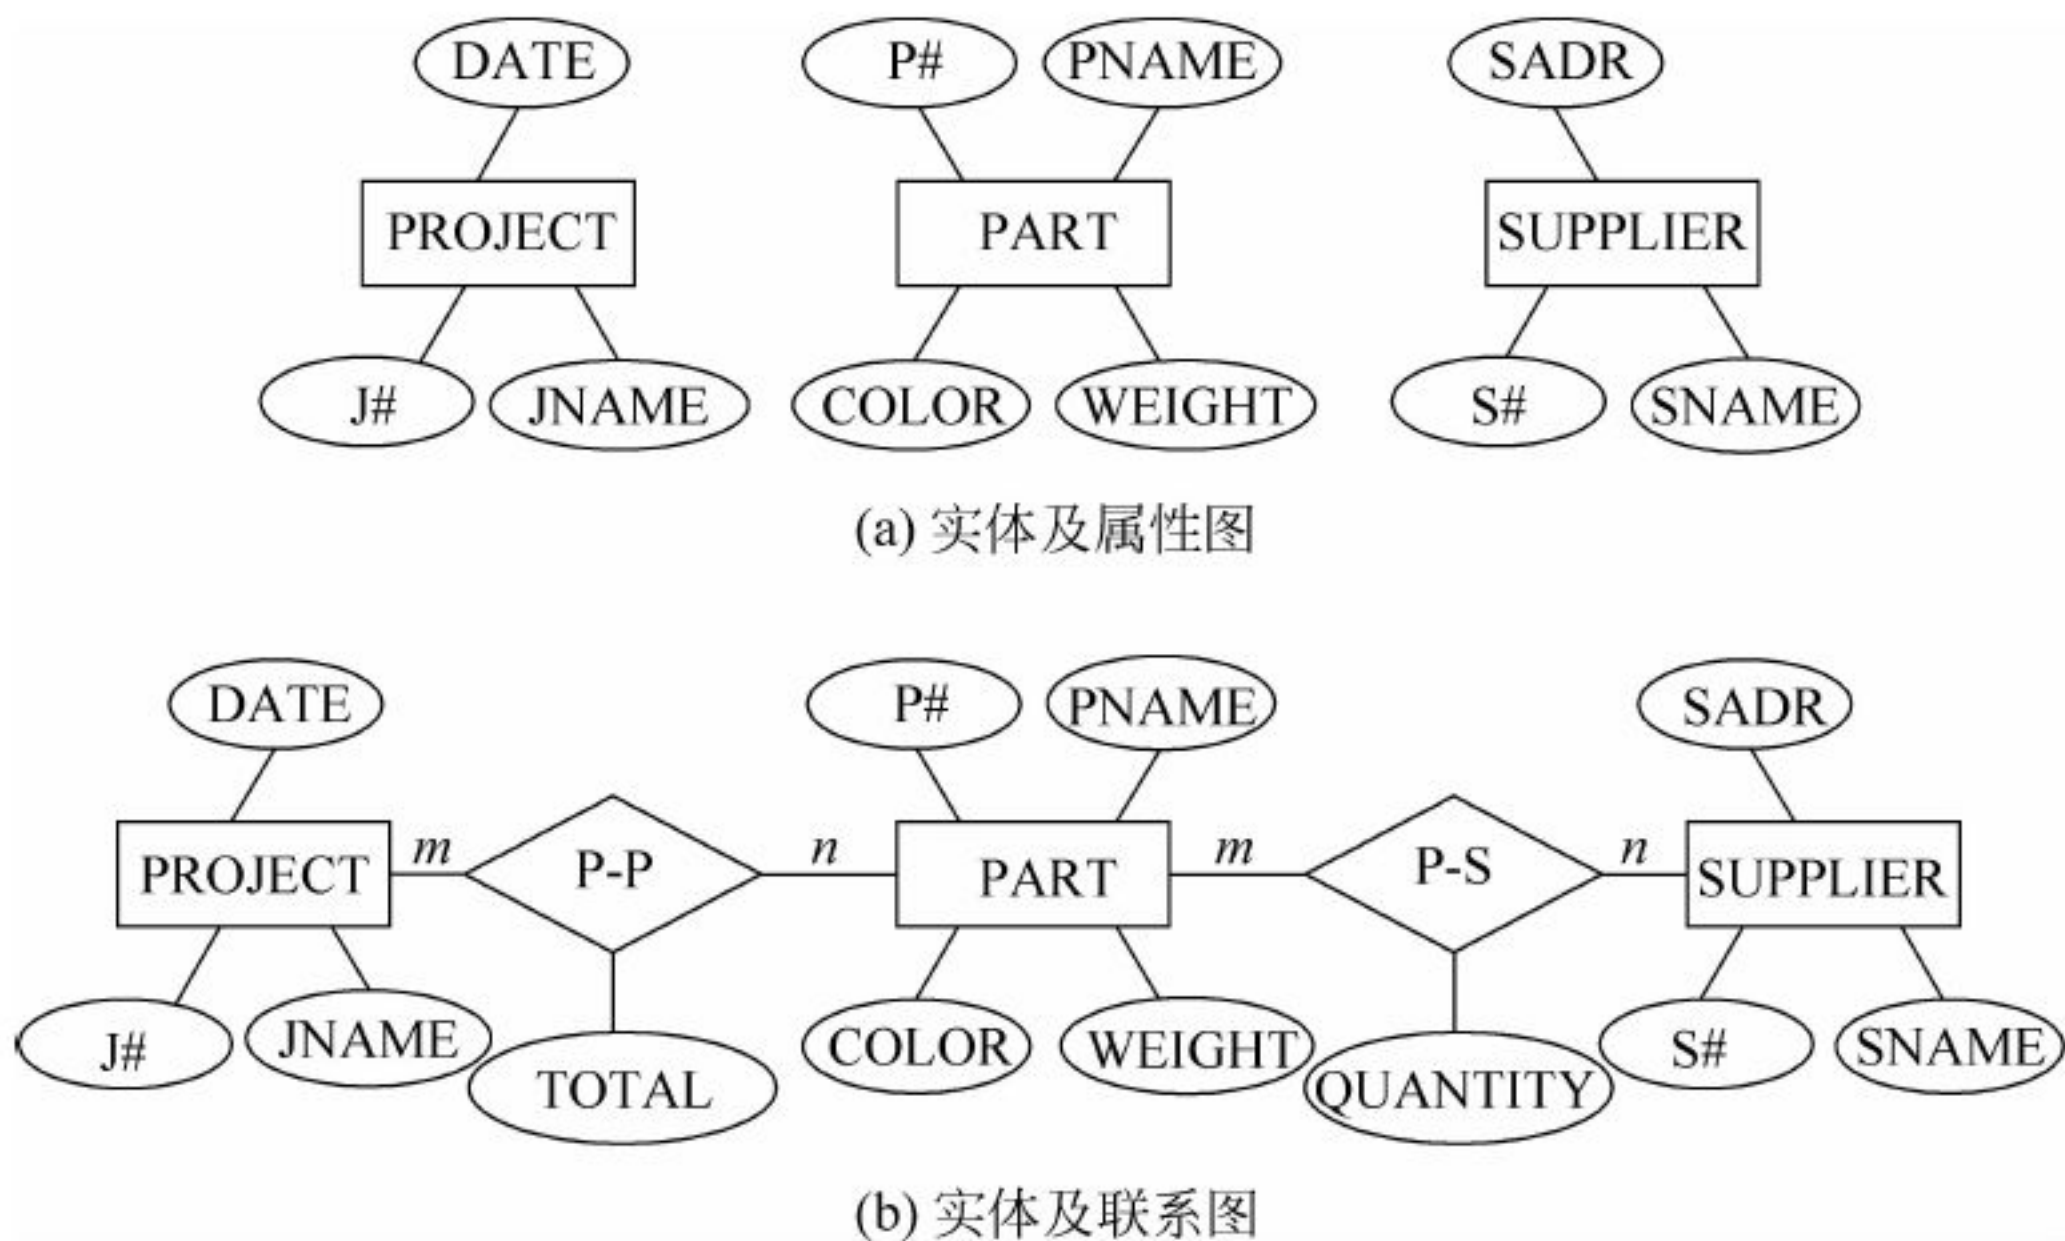 DATE P# PNAME SADR
PROJECT PART SUPPLIER
J# JNAME COLOR WEIGHT S# SNAME
(a) 实体及属性图
DATE P# PNAME SADR
PROJECT m P-P n PART m P-S n SUPPLIER
J# JNAME TOTAL COLOR WEIGHT QUANTITY S# SNAME
(b) 实体及联系图